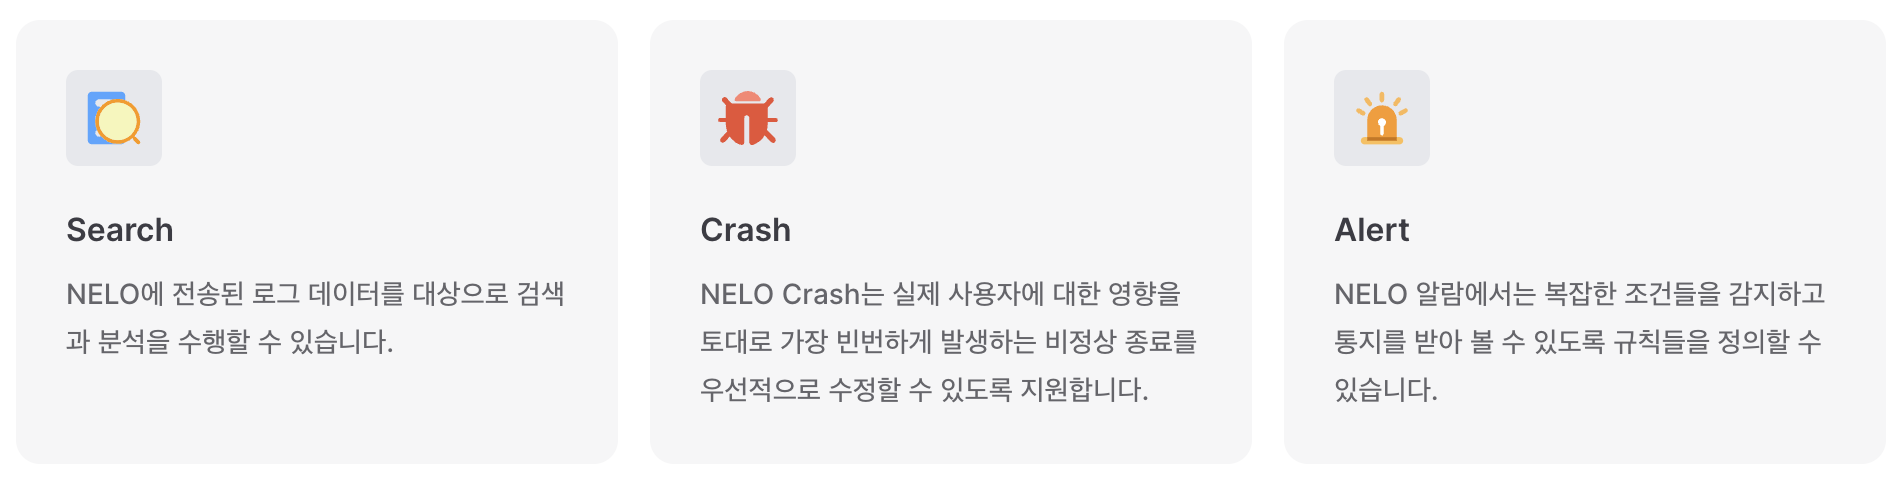 Search
NELO에 전송된 로그 데이터를 대상으로 검색
과 분석을 수행할 수 있습니다.
Crash
NELO Crash는 실제 사용자에 대한 영향을
토대로 가장 빈번하게 발생하는 비정상 종료를
우선적으로 수정할 수 있도록 지원합니다.
Alert
NELO 알람에서는 복잡한 조건들을 감지하고
통지를 받아 볼 수 있도록 규칙들을 정의할 수
있습니다.